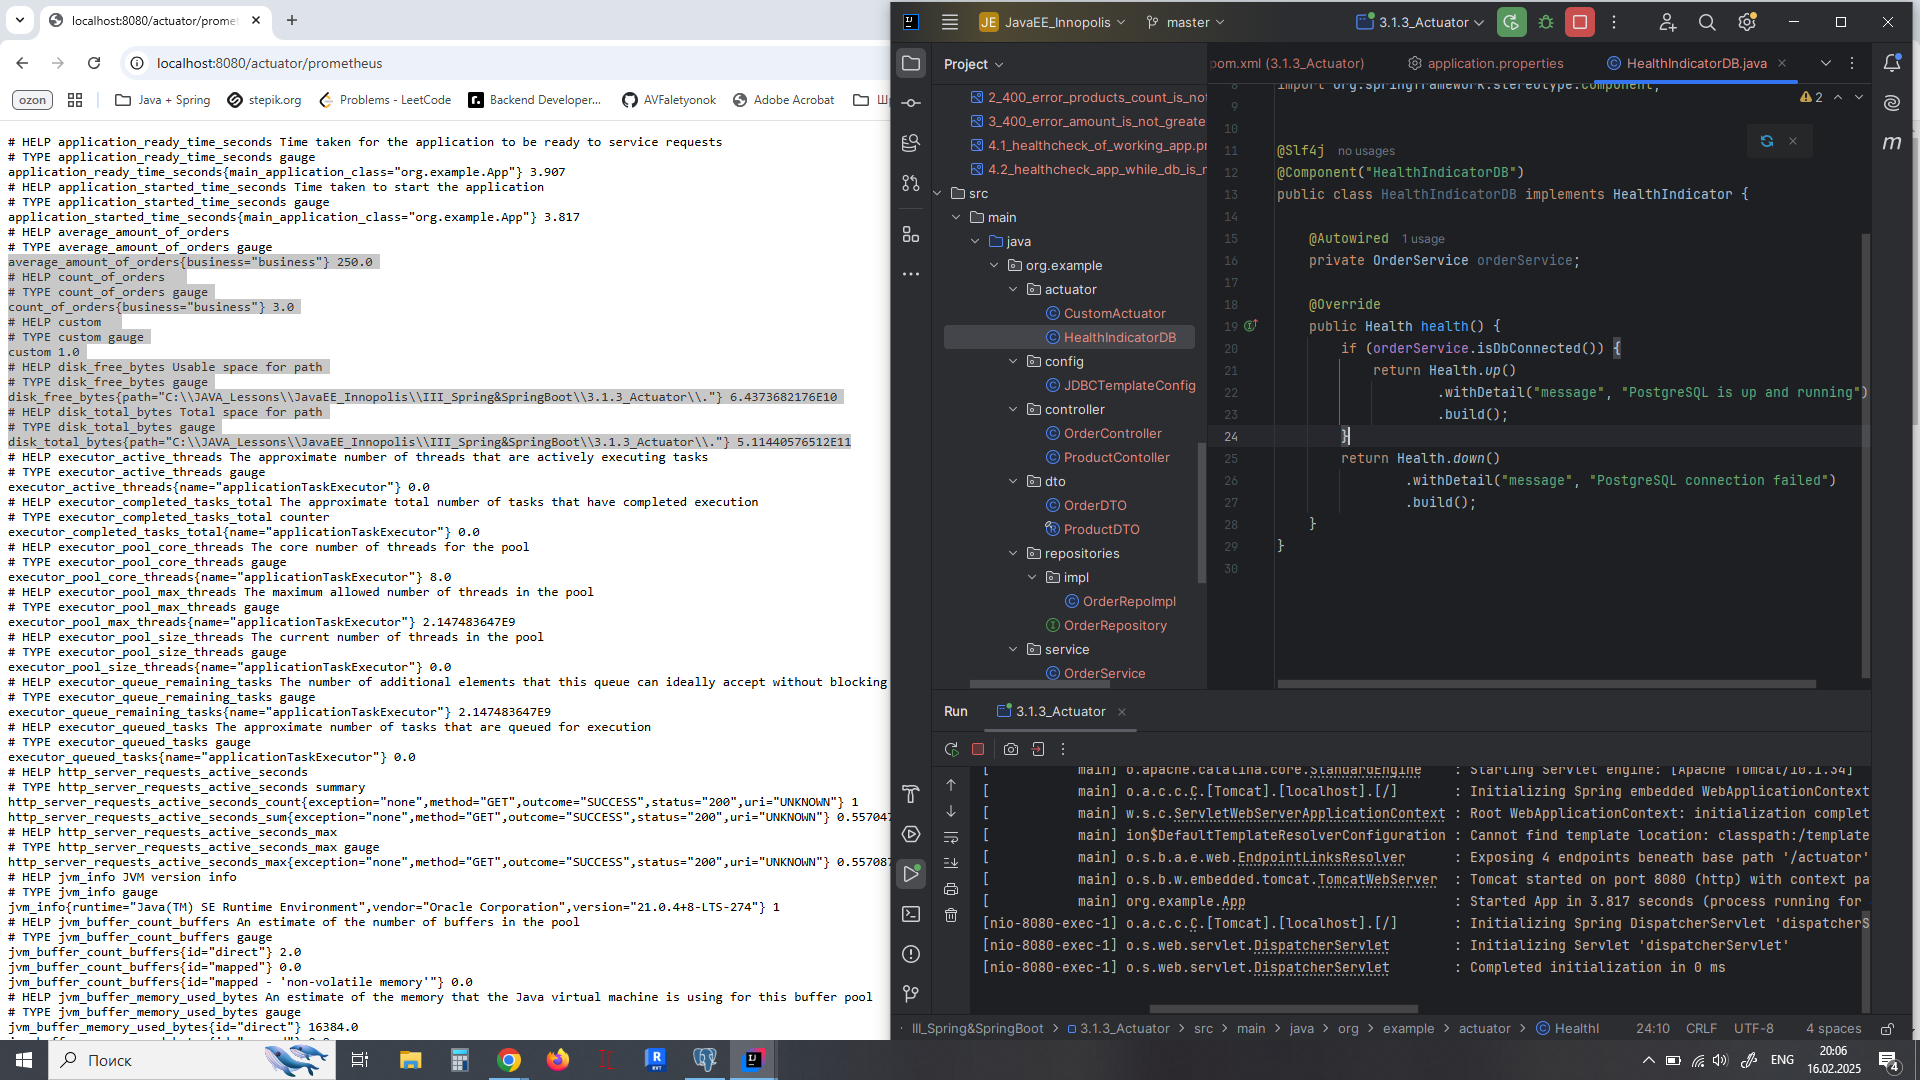 localhost:8080/actuator/promet
localhost:8080/actuator/prometheus
ozon
Java + Spring
stepik.org
Problems - LeetCode
Backend Developer...
AVFaletyonok
Adobe Acrobat
# HELP application_ready_time_seconds Time taken for the application to be ready to service requests
# TYPE application_ready_time_seconds gauge
application_ready_time_seconds{main_application_class="org.example.App"} 3.907
# HELP application_started_time_seconds Time taken to start the application
# TYPE application_started_time_seconds gauge
application_started_time_seconds{main_application_class="org.example.App"} 3.817
# HELP average_amount_of_orders
# TYPE average_amount_of_orders gauge
average_amount_of_orders{business="business"} 250.0
# HELP count_of_orders
# TYPE count_of_orders gauge
count_of_orders{business="business"} 3.0
# HELP custom
# TYPE custom gauge
custom 1.0
# HELP disk_free_bytes Usable space for path
# TYPE disk_free_bytes gauge
disk_free_bytes{path="C:\\JAVA_Lessons\\JavaEE_Innopolis\\III_Spring&SpringBoot\\3.1.3_Actuator\\."} 6.4373682176E10
# HELP disk_total_bytes Total space for path
# TYPE disk_total_bytes gauge
disk_total_bytes{path="C:\\JAVA_Lessons\\JavaEE_Innopolis\\III_Spring&SpringBoot\\3.1.3_Actuator\\."} 5.11440576512E11
# HELP executor_active_threads The approximate number of threads that are actively executing tasks
# TYPE executor_active_threads gauge
executor_active_threads{name="applicationTaskExecutor"} 0.0
# HELP executor_completed_tasks_total The approximate total number of tasks that have completed execution
# TYPE executor_completed_tasks_total counter
executor_completed_tasks_total{name="applicationTaskExecutor"} 0.0
# HELP executor_pool_core_threads The core number of threads for the pool
# TYPE executor_pool_core_threads gauge
executor_pool_core_threads{name="applicationTaskExecutor"} 8.0
# HELP executor_pool_max_threads The maximum allowed number of threads in the pool
# TYPE executor_pool_max_threads gauge
executor_pool_max_threads{name="applicationTaskExecutor"} 2.147483647E9
# HELP executor_pool_size_threads The current number of threads in the pool
# TYPE executor_pool_size_threads gauge
executor_pool_size_threads{name="applicationTaskExecutor"} 0.0
# HELP executor_queue_remaining_tasks The number of additional elements that this queue can ideally accept without blocking
# TYPE executor_queue_remaining_tasks gauge
executor_queue_remaining_tasks{name="applicationTaskExecutor"} 2.147483647E9
# HELP executor_queued_tasks The approximate number of tasks that are queued for execution
# TYPE executor_queued_tasks gauge
executor_queued_tasks{name="applicationTaskExecutor"} 0.0
# HELP http_server_requests_active_seconds
# TYPE http_server_requests_active_seconds summary
http_server_requests_active_seconds_count{exception="none",method="GET",outcome="SUCCESS",status="200",uri="UNKNOWN"} 1
http_server_requests_active_seconds_sum{exception="none",method="GET",outcome="SUCCESS",status="200",uri="UNKNOWN"} 0.557047
# HELP http_server_requests_active_seconds_max
# TYPE http_server_requests_active_seconds_max gauge
http_server_requests_active_seconds_max{exception="none",method="GET",outcome="SUCCESS",status="200",uri="UNKNOWN"} 0.557087
# HELP jvm_info JVM version info
# TYPE jvm_info gauge
jvm_info{runtime="Java(TM) SE Runtime Environment",vendor="Oracle Corporation",version="21.0.4+8-LTS-274"} 1
# HELP jvm_buffer_count_buffers An estimate of the number of buffers in the pool
# TYPE jvm_buffer_count_buffers gauge
jvm_buffer_count_buffers{id="direct"} 2.0
jvm_buffer_count_buffers{id="mapped"} 0.0
jvm_buffer_count_buffers{id="mapped - 'non-volatile memory'"} 0.0
# HELP jvm_buffer_memory_used_bytes An estimate of the memory that the Java virtual machine is using for this buffer pool
# TYPE jvm_buffer_memory_used_bytes gauge
jvm_buffer_memory_used_bytes{id="direct"} 16384.0
JE JavaEE_Innopolis
master
3.1.3_Actuator
Project
2_400_error_products_count_is_not
3_400_error_amount_is_not_greate
4.1_healthcheck_of_working_app.pr
4.2_healthcheck_app_while_db_is_r
src
main
java
org.example
actuator
CustomActuator
HealthIndicatorDB
config
JDBCTemplateConfig
controller
OrderController
ProductContoller
dto
OrderDTO
ProductDTO
repositories
impl
OrderRepoImpl
OrderRepository
service
OrderService
pom.xml (3.1.3_Actuator)
application.properties
HealthIndicatorDB.java
2
8 import org.springframework.stereotype.Component;
9
10
11 @Slf4j no usages
12 @Component("HealthIndicatorDB")
13 public class HealthIndicatorDB implements HealthIndicator {
14
15 @Autowired 1 usage
16 private OrderService orderService;
17
18 @Override
19 public Health health() {
20 if (orderService.isDbConnected()) {
21 return Health.up()
22 .withDetail("message", "PostgreSQL is up and running")
23 .build();
24 }
25 return Health.down()
26 .withDetail("message", "PostgreSQL connection failed")
27 .build();
28 }
29 }
30
Run
3.1.3_Actuator
[ main] o.apache.catalina.core.StandardEngine : Starting Servlet engine: [Apache Tomcat/10.1.34]
[ main] o.a.c.c.C.[Tomcat].[localhost].[/] : Initializing Spring embedded WebApplicationContext
[ main] w.s.c.ServletWebServerApplicationContext : Root WebApplicationContext: initialization complet
[ main] ion$DefaultTemplateResolverConfiguration : Cannot find template location: classpath:/template
[ main] o.s.b.a.e.web.EndpointLinksResolver : Exposing 4 endpoints beneath base path '/actuator'
[ main] o.s.b.w.embedded.tomcat.TomcatWebServer : Tomcat started on port 8080 (http) with context pa
[ main] org.example.App : Started App in 3.817 seconds (process running for
[nio-8080-exec-1] o.a.c.c.C.[Tomcat].[localhost].[/] : Initializing Spring DispatcherServlet 'dispatcherS
[nio-8080-exec-1] o.s.web.servlet.DispatcherServlet : Initializing Servlet 'dispatcherServlet'
[nio-8080-exec-1] o.s.web.servlet.DispatcherServlet : Completed initialization in 0 ms
III_Spring&SpringBoot > 3.1.3_Actuator > src > main > java > org > example > actuator > HealthI
24:10 CRLF UTF-8 4 spaces
Поиск
ENG
20:06
16.02.2025
4